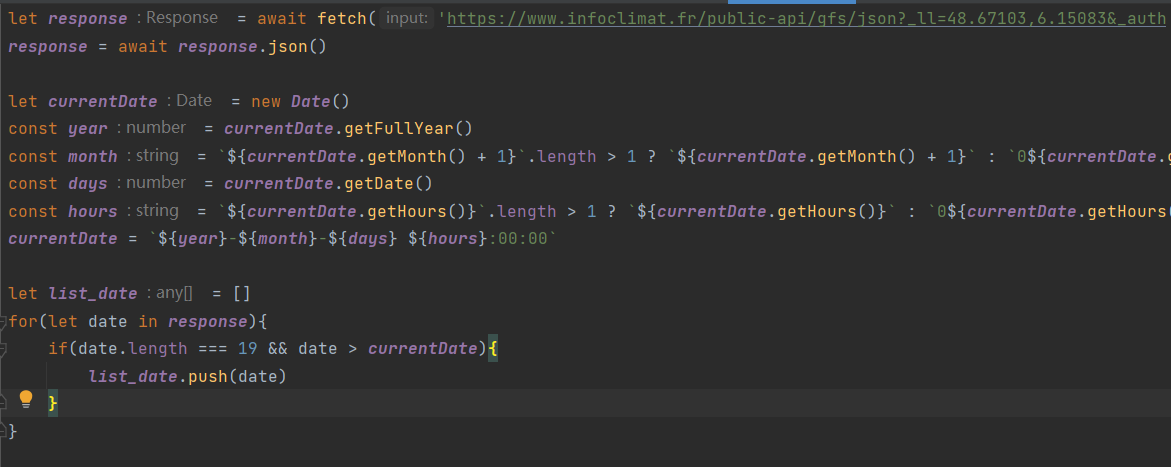 let response : Response = await fetch( input: 'https://www.infoclimat.fr/public-api/gfs/json?_ll=48.67103,6.15083&_auth
response = await response.json()
let currentDate : Date = new Date()
const year : number = currentDate.getFullYear()
const month : string = `${currentDate.getMonth() + 1}`.length > 1 ? `${currentDate.getMonth() + 1}` : `0${currentDate.g
const days : number = currentDate.getDate()
const hours : string = `${currentDate.getHours()}`.length > 1 ? `${currentDate.getHours()}` : `0${currentDate.getHours(
currentDate = `${year}-${month}-${days} ${hours}:00:00`
let list_date : any[] = []
for(let date in response){
if(date.length === 19 && date > currentDate){
list_date.push(date)
}
}